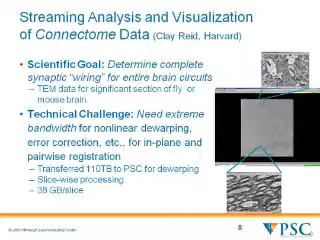 Streaming Analysis and Visualization
of Connectome Data (Clay Reid, Harvard)
• Scientific Goal: Determine complete
synaptic "wiring" for entire brain circuits
– TEM data for significant section of fly or
mouse brain.
• Technical Challenge: Need extreme
bandwidth for nonlinear dewarping,
error correction, etc., for in-plane and
pairwise registration
– Transferred 110TB to PSC for dewarping
– Slice-wise processing
– 38 GB/slice
Pittsburgh Supercomputing Center
8
PSC